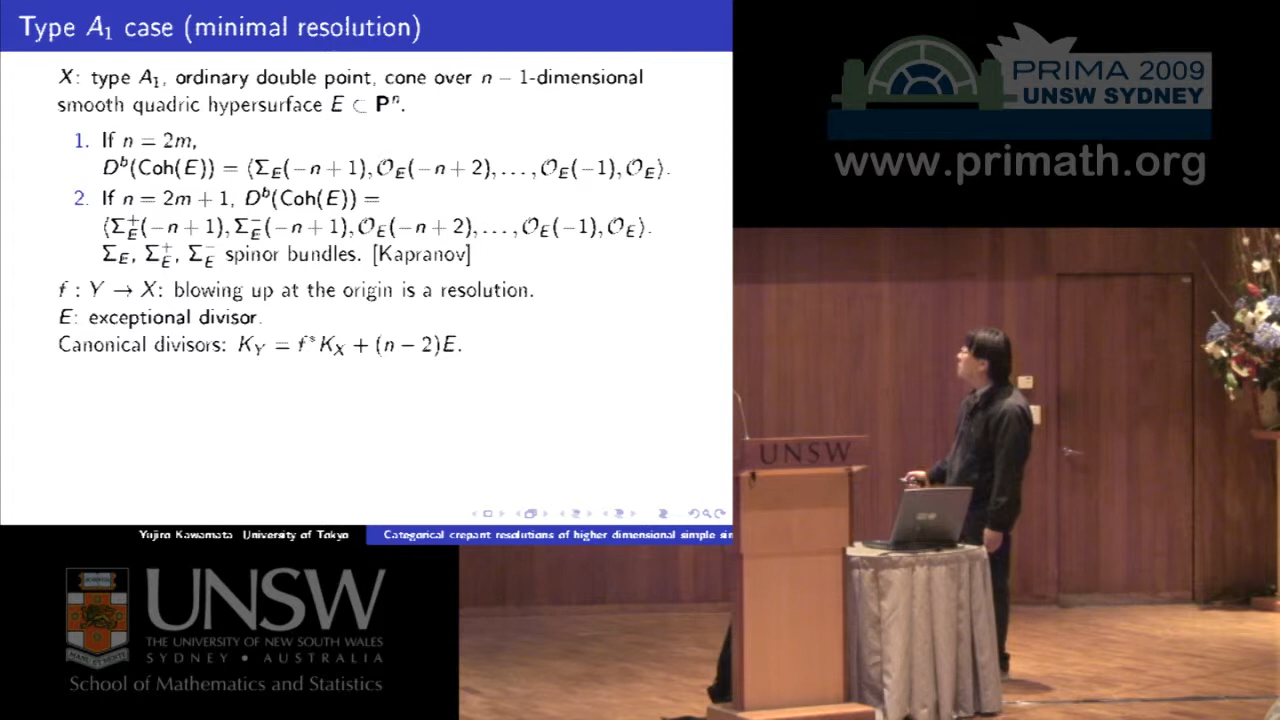 Type A₁ case (minimal resolution)
X: type A₁, ordinary double point, cone over n − 1-dimensional
smooth quadric hypersurface E ⊂ Pⁿ.
1. If n = 2m,
Dᵇ(Coh(E)) = ⟨Σ_E(−n + 1), O_E(−n + 2), . . . , O_E(−1), O_E⟩.
2. If n = 2m + 1, Dᵇ(Coh(E)) =
⟨Σ⁺_E(−n + 1), Σ⁻_E(−n + 1), O_E(−n + 2), . . . , O_E(−1), O_E⟩.
Σ_E, Σ⁺_E, Σ⁻_E spinor bundles. [Kapranov]
f : Y → X: blowing up at the origin is a resolution.
E: exceptional divisor.
Canonical divisors: K_Y = f*K_X + (n − 2)E.
Yujiro Kawamata University of Tokyo
Categorical crepant resolutions of higher dimensional simple sin
PRIMA 2009
UNSW SYDNEY
www.primath.org
UNSW
UNSW
THE UNIVERSITY OF NEW SOUTH WALES
SYDNEY • AUSTRALIA
School of Mathematics and Statistics